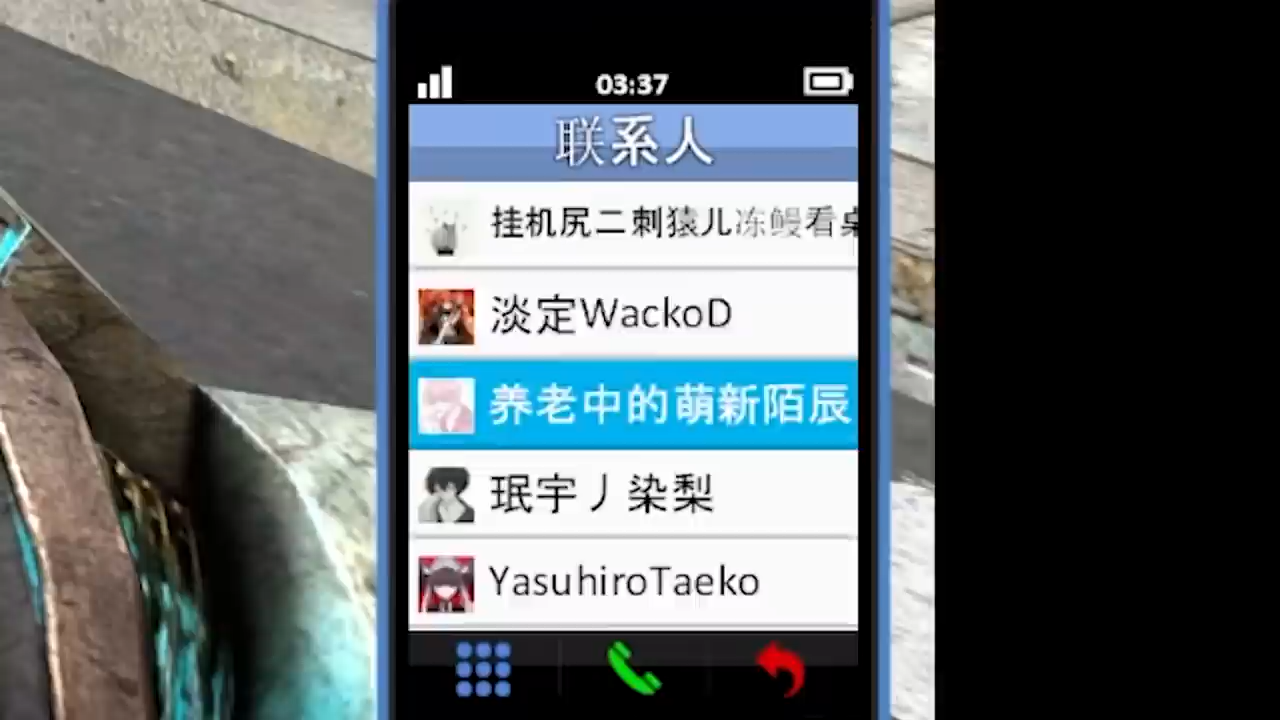 03:37
联系人
挂机尻二刺猿儿冻鳗看桌
淡定WackoD
养老中的萌新陌辰
珉宇丿染梨
YasuhiroTaeko